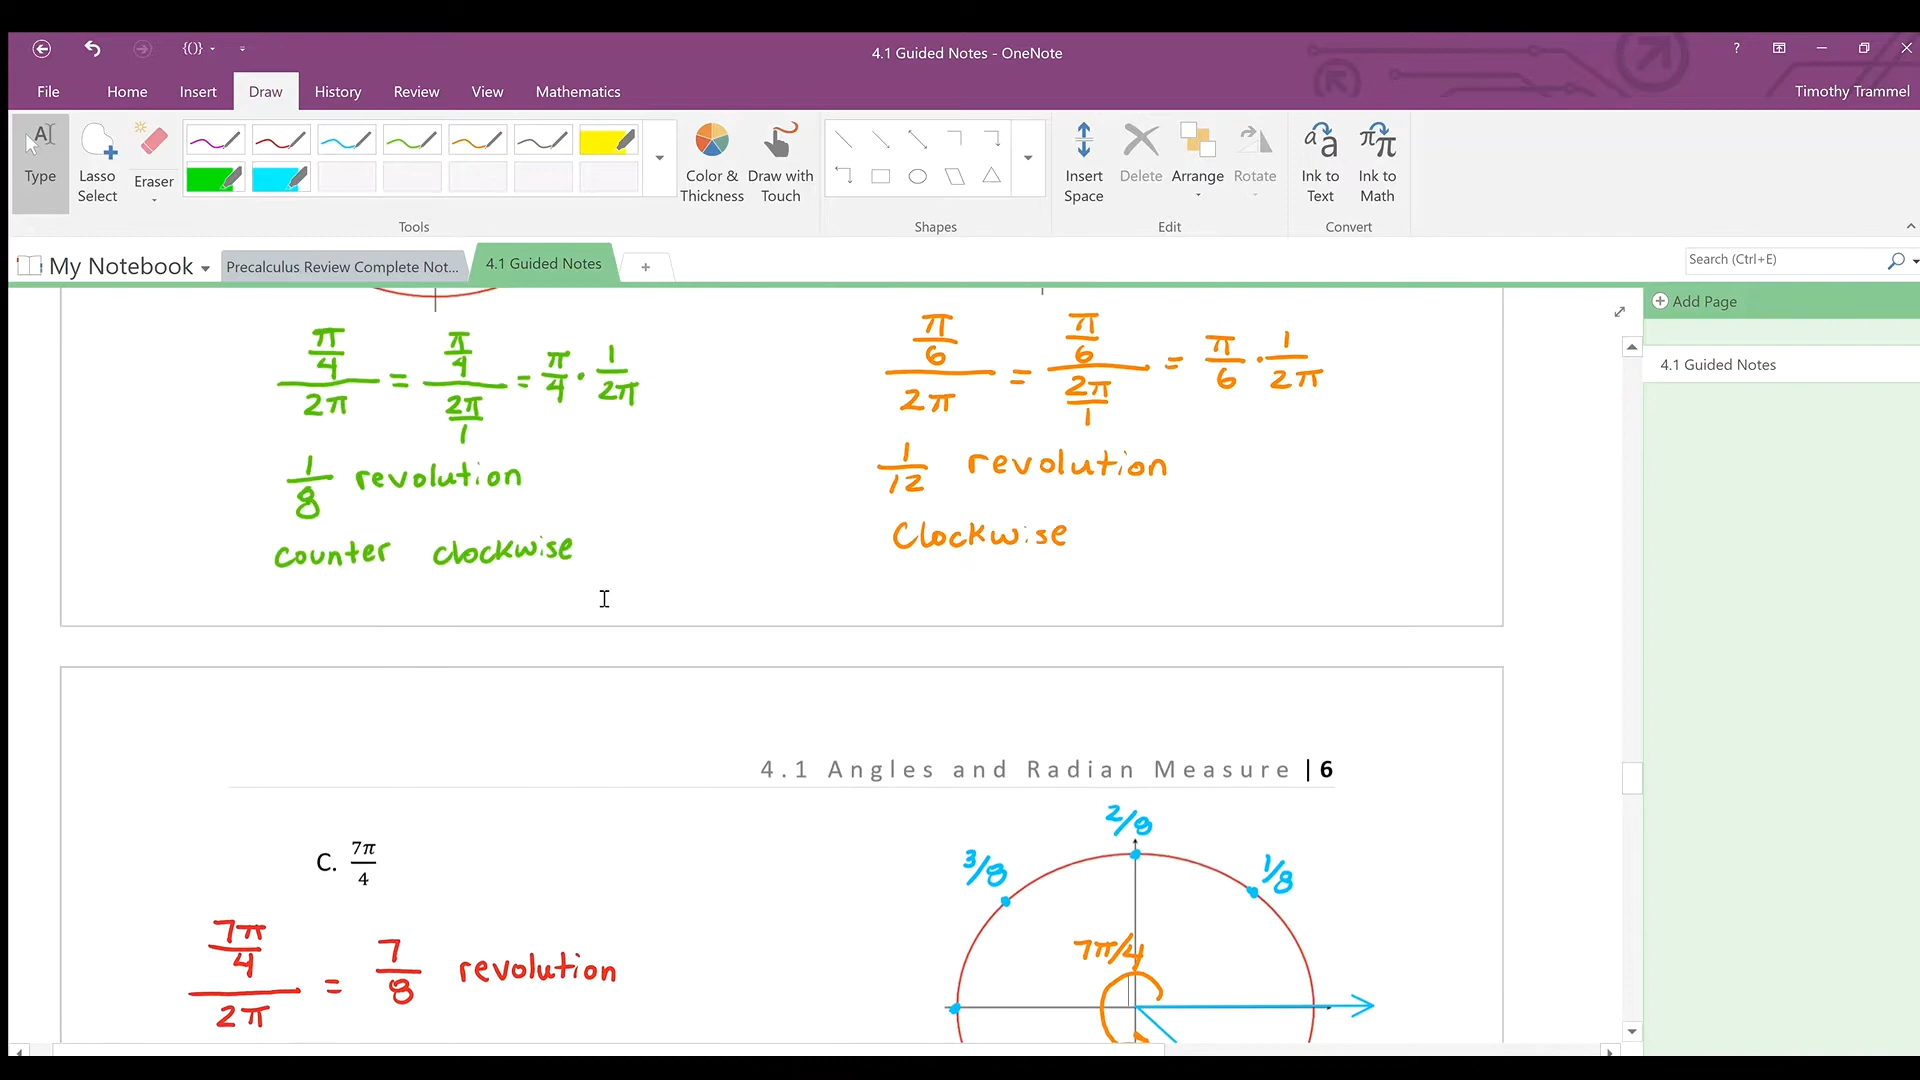 4.1 Guided Notes - OneNote
File Home Insert Draw History Review View Mathematics
Timothy Trammel
Type
Lasso Select
Eraser
Color & Thickness
Draw with Touch
Insert Space
Delete
Arrange
Rotate
Ink to Text
Ink to Math
Tools
Shapes
Edit
Convert
My Notebook
Precalculus Review Complete Not...
4.1 Guided Notes
Search (Ctrl+E)
Add Page
4.1 Guided Notes
π/4 / 2π = π/4 / 2π/1 = π/4 · 1/2π
1/8 revolution
counter clockwise
π/6 / 2π = π/6 / 2π/1 = π/6 · 1/2π
1/12 revolution
Clockwise
4.1 Angles and Radian Measure | 6
C. 7π/4
7π/4 / 2π = 7/8 revolution
2/8
3/8
1/8
7π/4